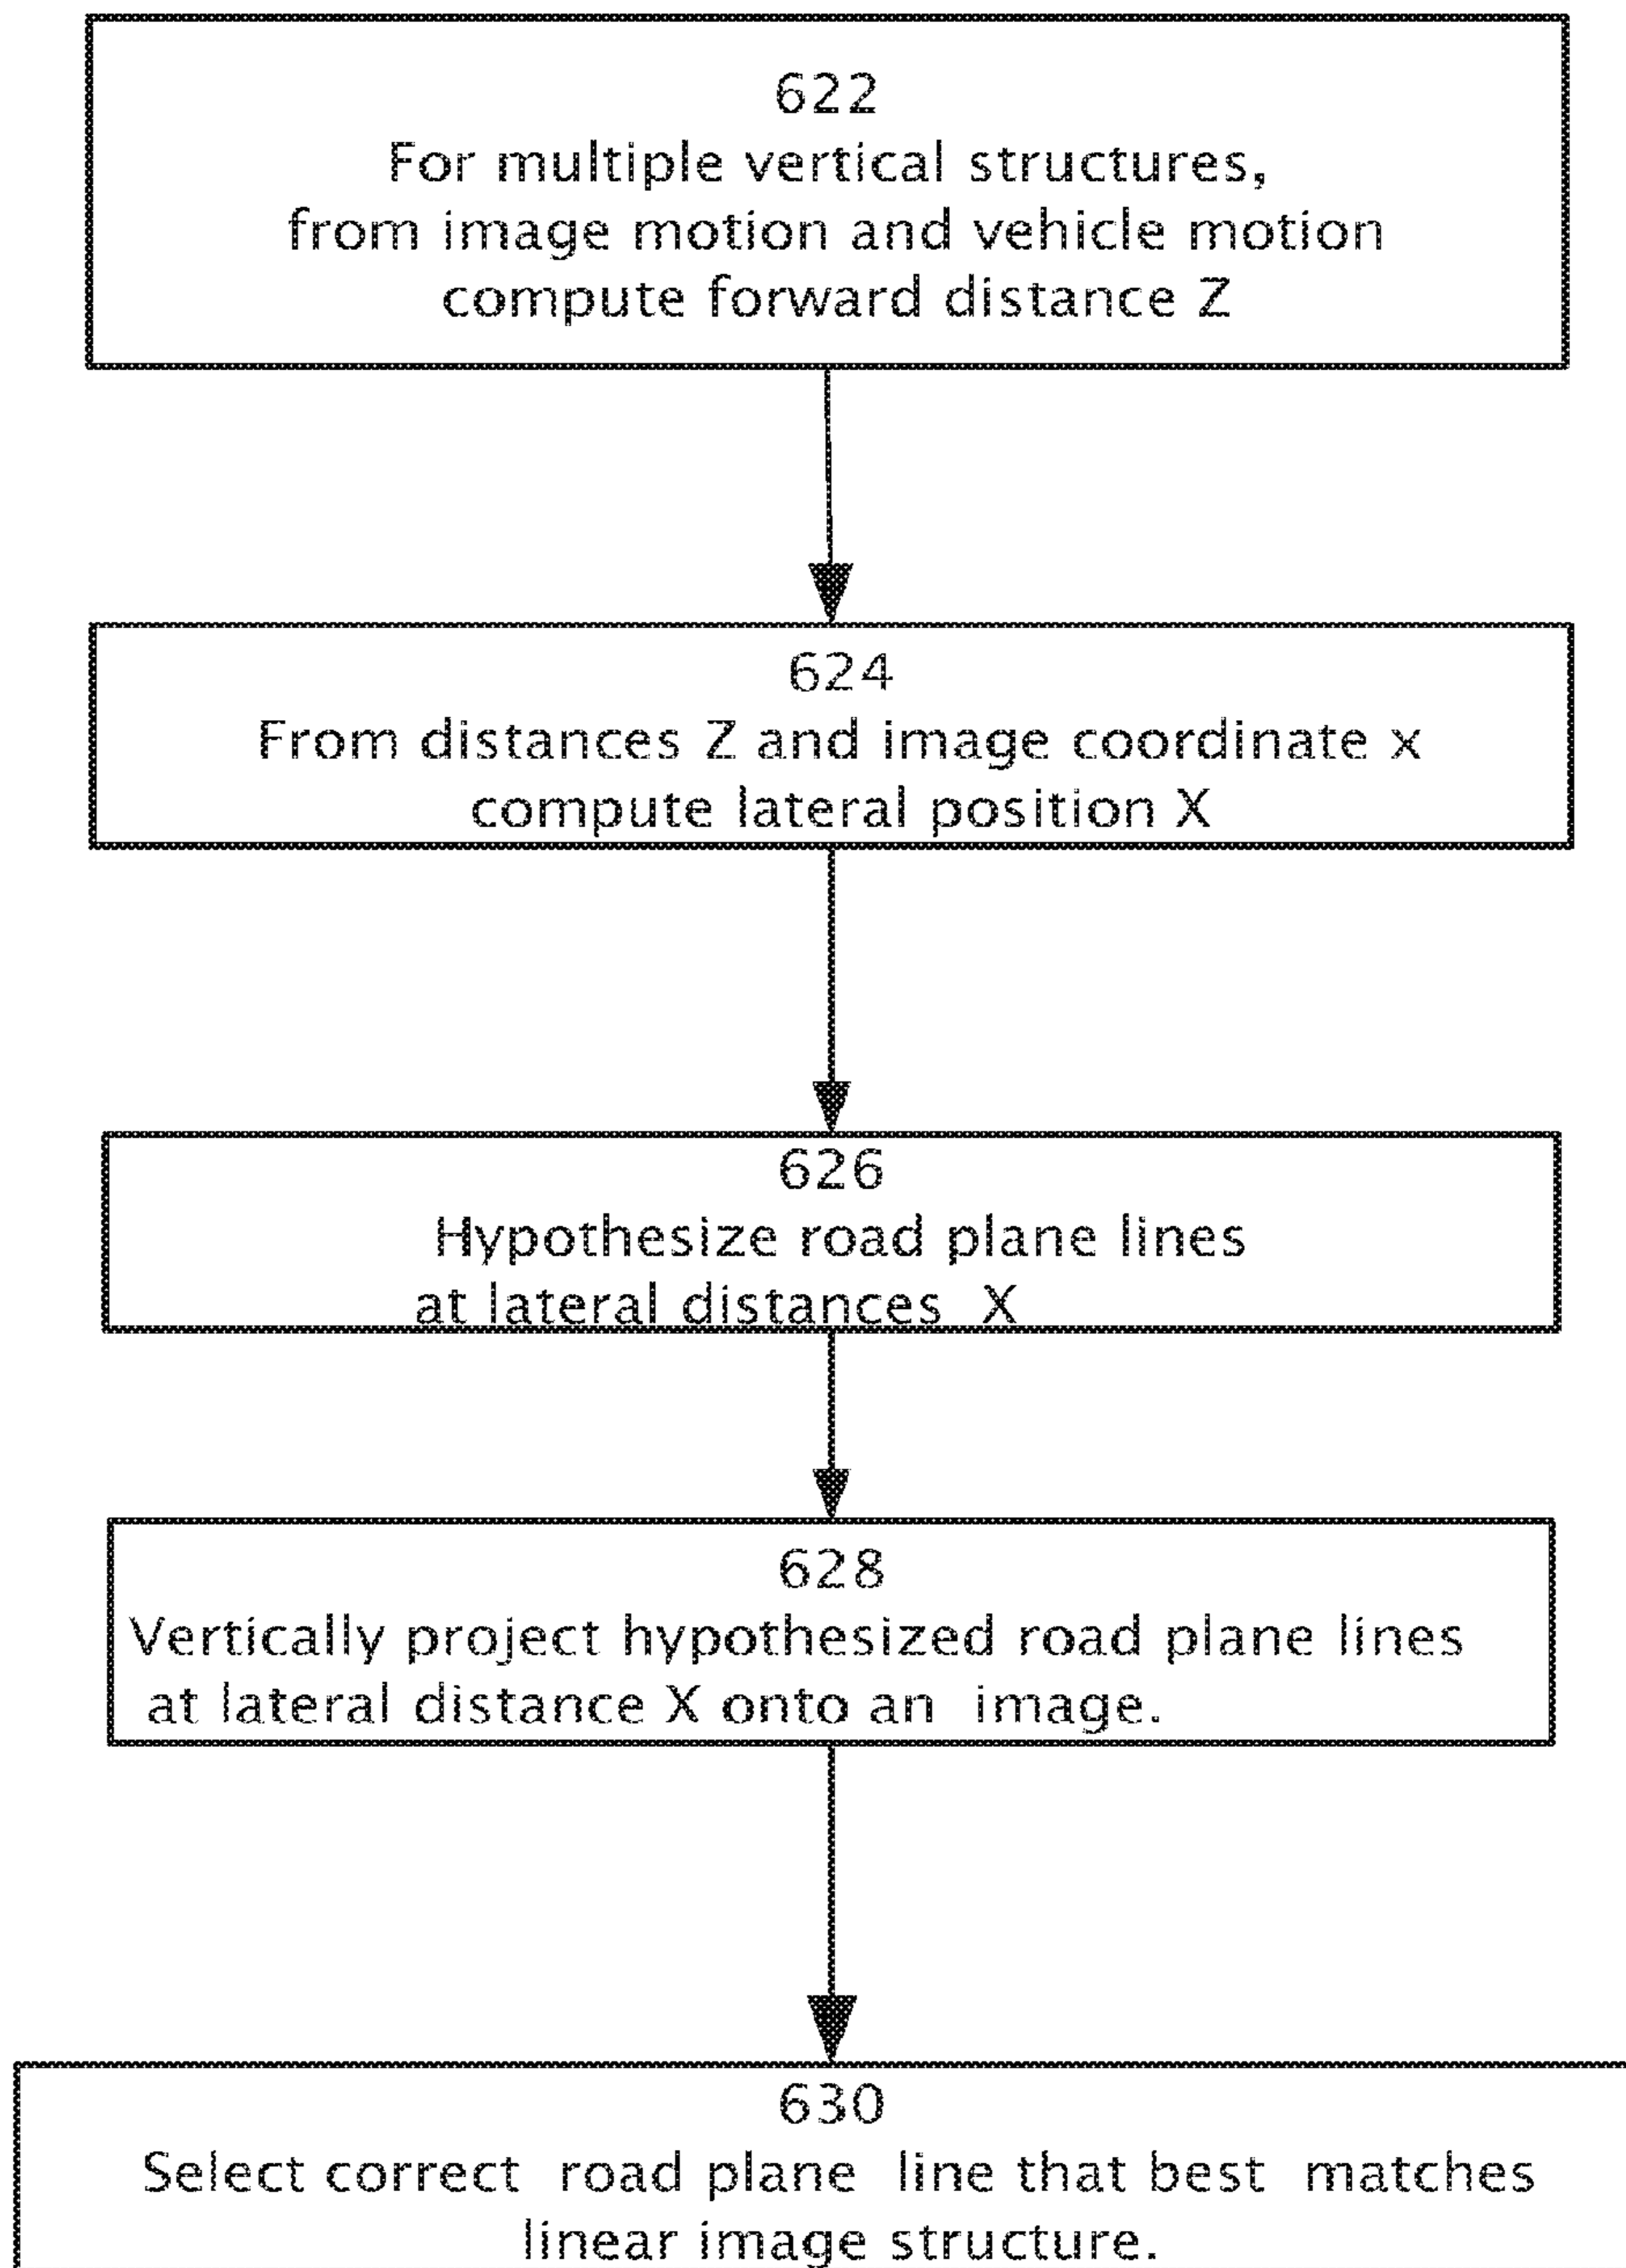 622
For multiple vertical structures,
from image motion and vehicle motion
compute forward distance Z
624
From distances Z and image coordinate x
compute lateral position X
626
Hypothesize road plane lines
at lateral distances X
628
Vertically project hypothesized road plane lines
at lateral distance X onto an image.
630
Select correct road plane line that best matches
linear image structure.